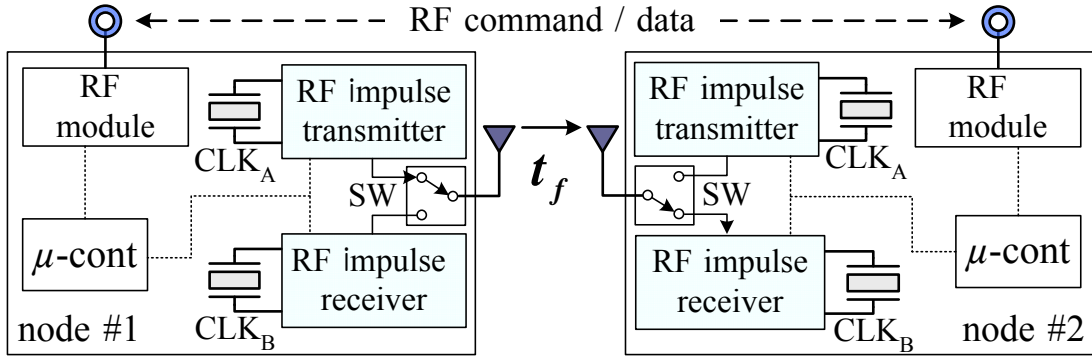 RF command / data
RF
module
RF impulse
transmitter
CLK_A
SW
μ-cont
RF impulse
receiver
CLK_B
node #1
t_f
RF impulse
transmitter
CLK_A
SW
RF
module
RF impulse
receiver
CLK_B
μ-cont
node #2